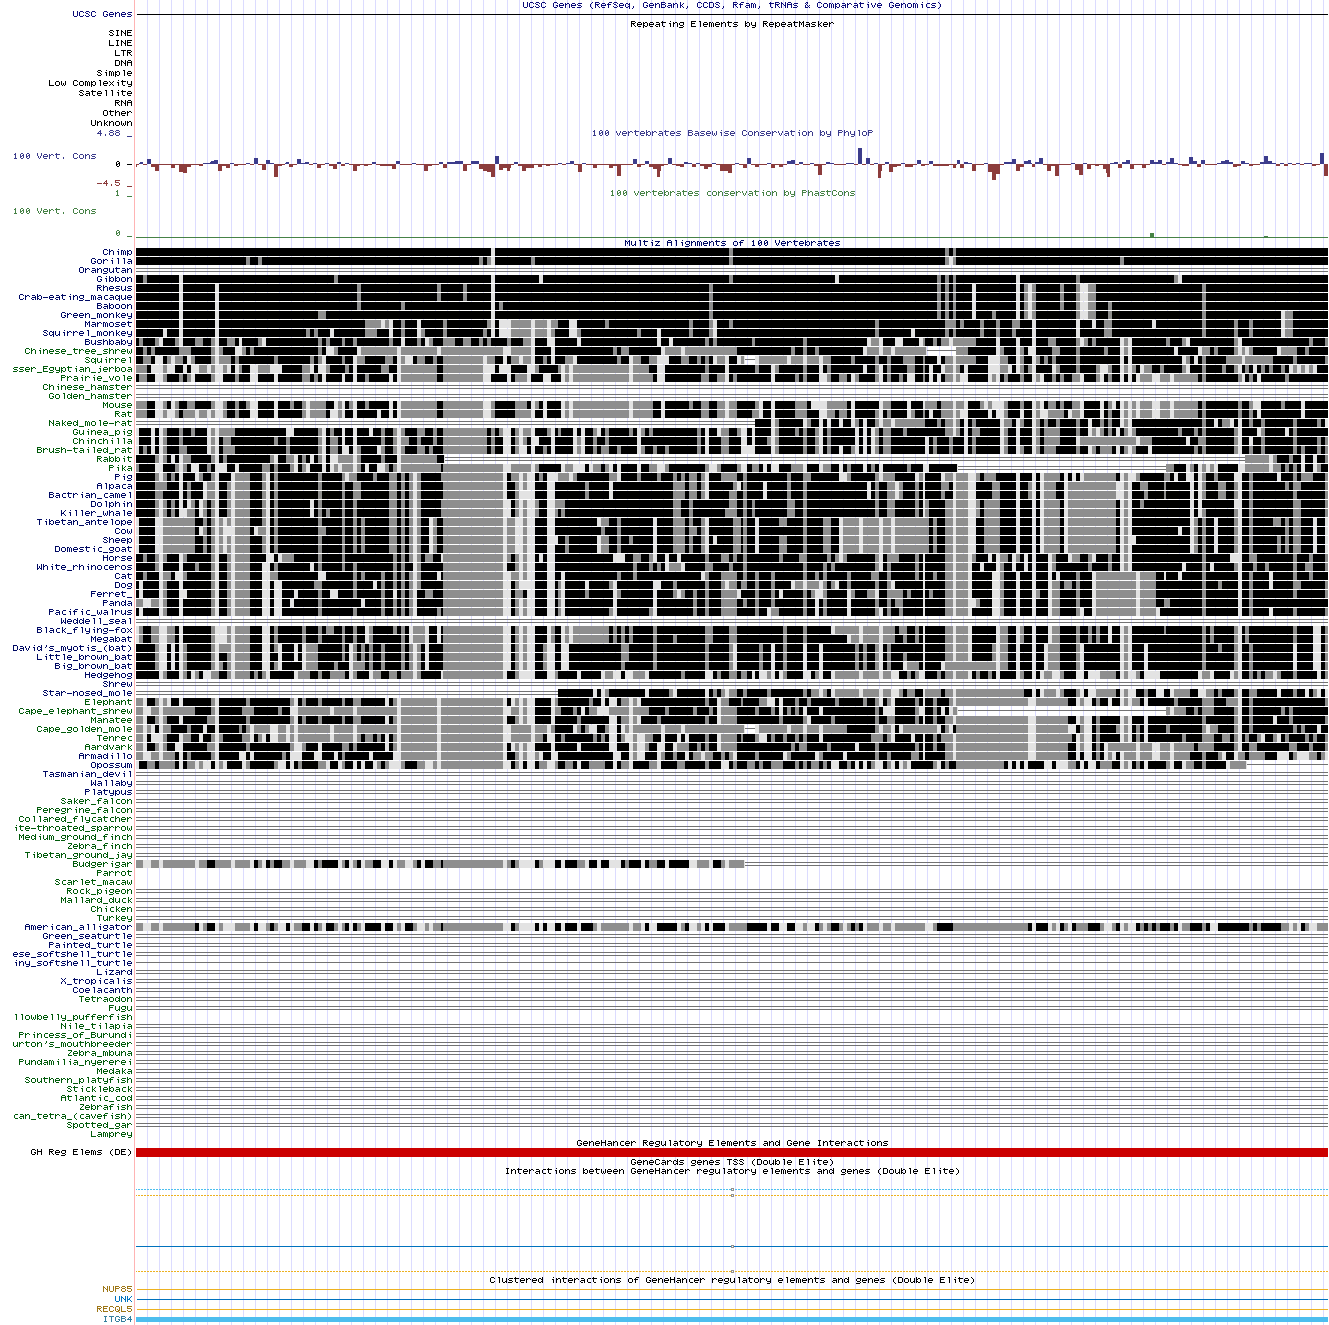 UCSC Genes (RefSeq, GenBank, CCDS, Rfam, tRNAs & Comparative Genomics)
UCSC Genes
Repeating Elements by RepeatMasker
SINE
LINE
LTR
DNA
Simple
Low Complexity
Satellite
RNA
Other
Unknown
4.88 _
100 vertebrates Basewise Conservation by PhyloP
100 Vert. Cons
0 -
-4.5 _
1 _
100 vertebrates conservation by PhastCons
100 Vert. Cons
0 _
Multiz Alignments of 100 Vertebrates
Chimp
Gorilla
Orangutan
Gibbon
Rhesus
Crab-eating_macaque
Baboon
Green_monkey
Marmoset
Squirrel_monkey
Bushbaby
Chinese_tree_shrew
Squirrel
sser_Egyptian_jerboa
Prairie_vole
Chinese_hamster
Golden_hamster
Mouse
Rat
Naked_mole-rat
Guinea_pig
Chinchilla
Brush-tailed_rat
Rabbit
Pika
Pig
Alpaca
Bactrian_camel
Dolphin
Killer_whale
Tibetan_antelope
Cow
Sheep
Domestic_goat
Horse
White_rhinoceros
Cat
Dog
Ferret_
Panda
Pacific_walrus
Weddell_seal
Black_flying-fox
Megabat
David's_myotis_(bat)
Little_brown_bat
Big_brown_bat
Hedgehog
Shrew
Star-nosed_mole
Elephant
Cape_elephant_shrew
Manatee
Cape_golden_mole
Tenrec
Aardvark
Armadillo
Opossum
Tasmanian_devil
Wallaby
Platypus
Saker_falcon
Peregrine_falcon
Collared_flycatcher
ite-throated_sparrow
Medium_ground_finch
Zebra_finch
Tibetan_ground_jay
Budgerigar
Parrot
Scarlet_macaw
Rock_pigeon
Mallard_duck
Chicken
Turkey
American_alligator
Green_seaturtle
Painted_turtle
ese_softshell_turtle
iny_softshell_turtle
Lizard
X_tropicalis
Coelacanth
Tetraodon
Fugu
llowbelly_pufferfish
Nile_tilapia
Princess_of_Burundi
urton's_mouthbreeder
Zebra_mbuna
Pundamilia_nyererei
Medaka
Southern_platyfish
Stickleback
Atlantic_cod
Zebrafish
can_tetra_(cavefish)
Spotted_gar
Lamprey
GeneHancer Regulatory Elements and Gene Interactions
GH Reg Elems (DE)
GeneCards genes TSS (Double Elite)
Interactions between GeneHancer regulatory elements and genes (Double Elite)
Clustered interactions of GeneHancer regulatory elements and genes (Double Elite)
NUP85
UNK
RECQL5
ITGB4